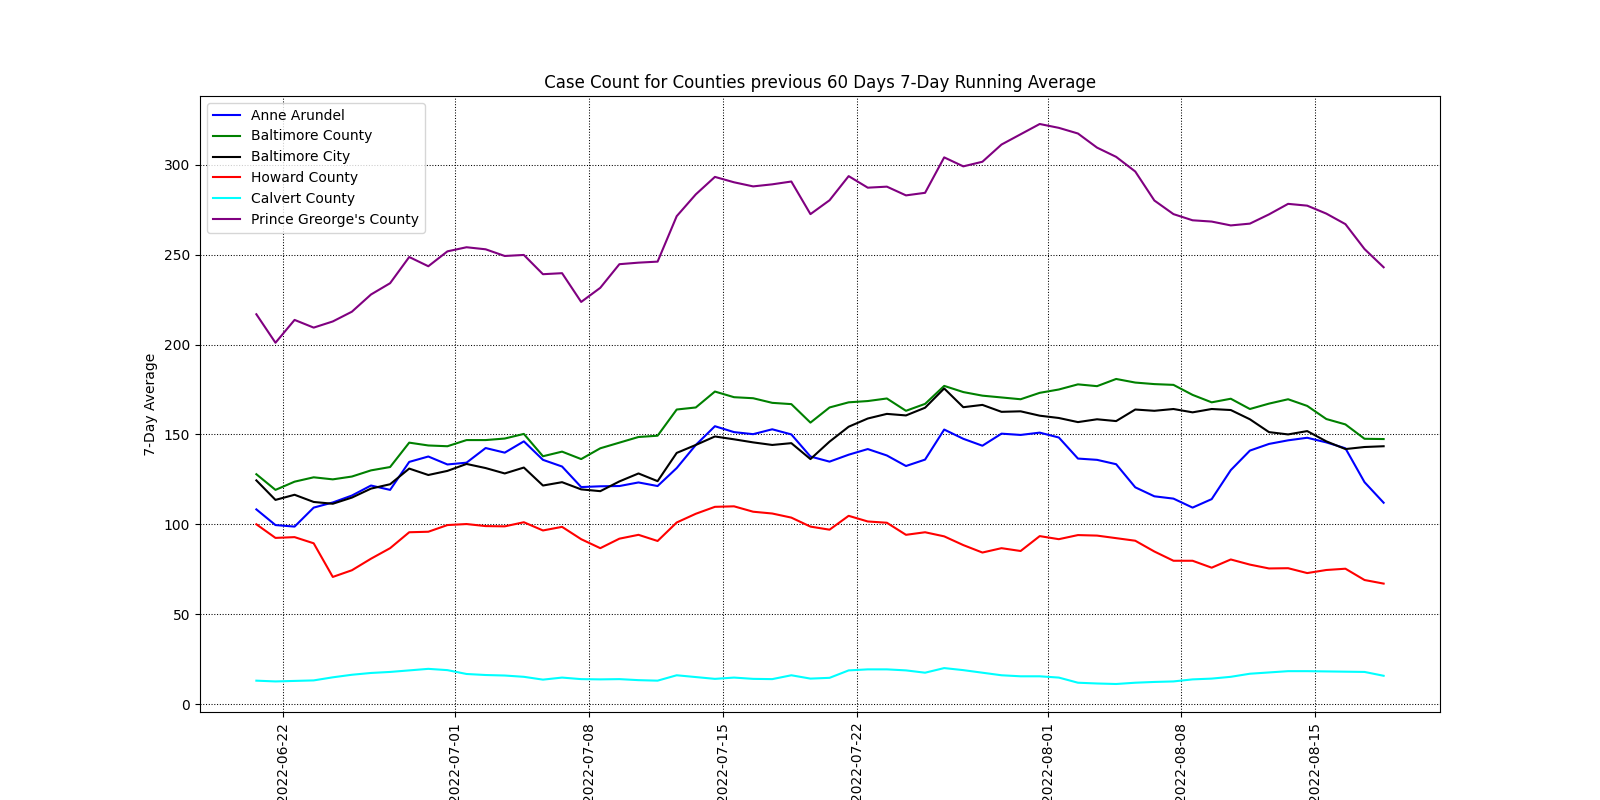 Case Count for Counties previous 60 Days 7-Day Running Average
Anne Arundel
Baltimore County
Baltimore City
Howard County
Calvert County
Prince Greorge's County
7-Day Average
300
250
200
150
100
50
0
2022-06-22
2022-07-01
2022-07-08
2022-07-15
2022-07-22
2022-08-01
2022-08-08
2022-08-15